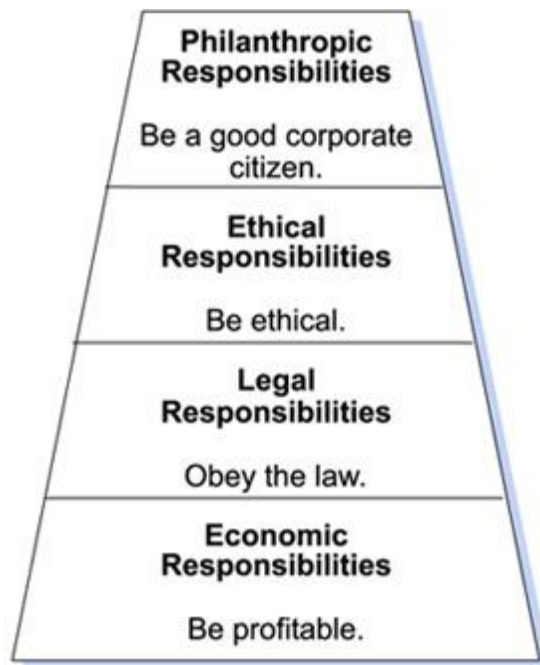 Philanthropic
Responsibilities
Be a good corporate
citizen.
Ethical
Responsibilities
Be ethical.
Legal
Responsibilities
Obey the law.
Economic
Responsibilities
Be profitable.